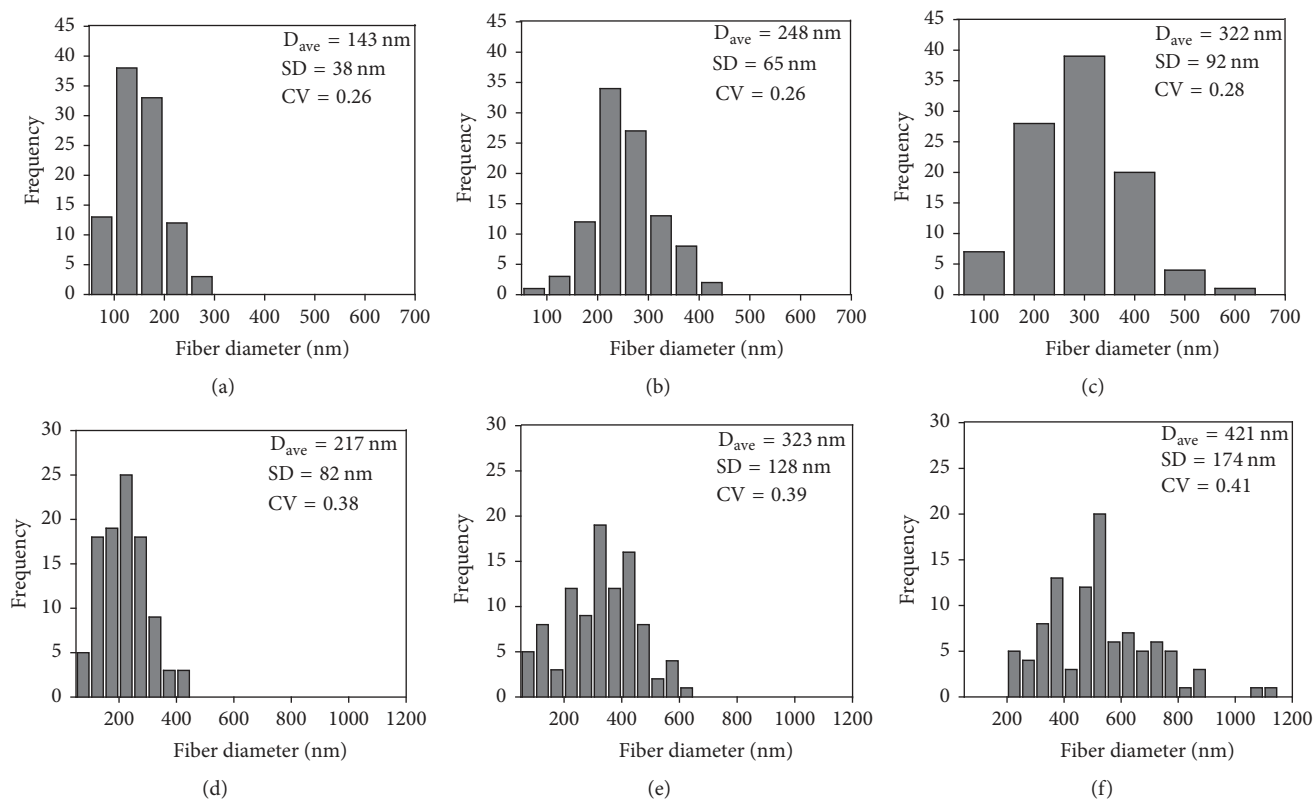 45
40
35
30
25
20
15
10
5
0
Frequency
D_ave = 143 nm
SD = 38 nm
CV = 0.26
100 200 300 400 500 600 700
Fiber diameter (nm)
(a)
45
40
35
30
25
20
15
10
5
0
Frequency
D_ave = 248 nm
SD = 65 nm
CV = 0.26
100 200 300 400 500 600 700
Fiber diameter (nm)
(b)
45
40
35
30
25
20
15
10
5
0
Frequency
D_ave = 322 nm
SD = 92 nm
CV = 0.28
100 200 300 400 500 600 700
Fiber diameter (nm)
(c)
30
25
20
15
10
5
0
Frequency
D_ave = 217 nm
SD = 82 nm
CV = 0.38
200 400 600 800 1000 1200
Fiber diameter (nm)
(d)
30
20
15
10
5
0
Frequency
D_ave = 323 nm
SD = 128 nm
CV = 0.39
200 400 600 800 1000 1200
Fiber diameter (nm)
(e)
30
25
20
15
10
5
0
Frequency
D_ave = 421 nm
SD = 174 nm
CV = 0.41
200 400 600 800 1000 1200
Fiber diameter (nm)
(f)